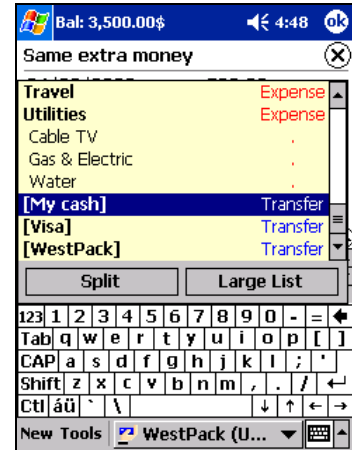 Bal: 3,500.00$ 4:48 ok
Same extra money
Travel Expense
Utilities Expense
Cable TV .
Gas & Electric .
Water .
[My cash] Transfer
[Visa] Transfer
[WestPack] Transfer
Split Large List
123 1 2 3 4 5 6 7 8 9 0 - =
Tab q w e r t y u i o p [ ]
CAP a s d f g h j k l ; '
Shift z x c v b n m , . /
Ctl áü ` \
New Tools WestPack (U...